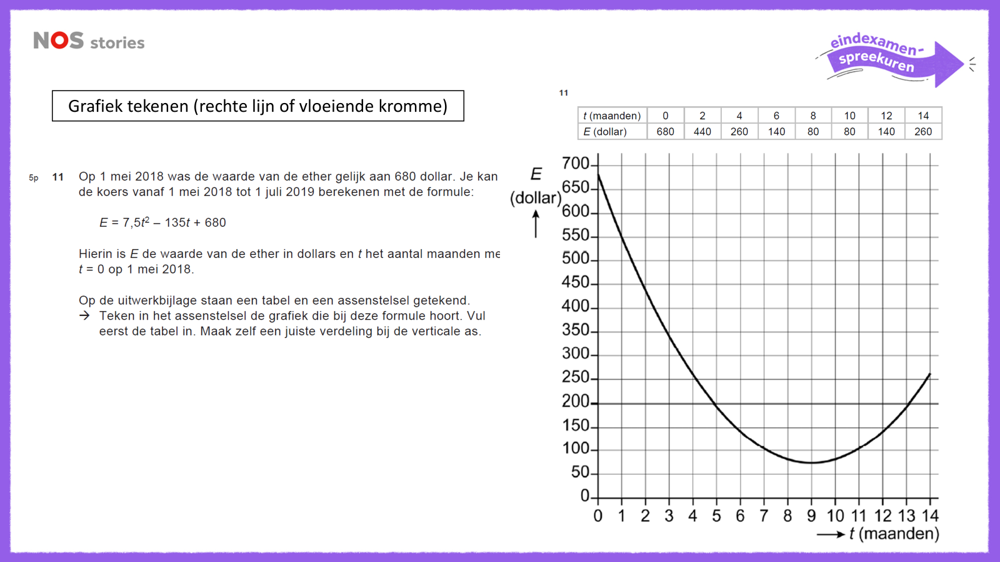 NOS stories
eindexamen-
spreekuren
Grafiek tekenen (rechte lijn of vloeiende kromme)
5p 11 Op 1 mei 2018 was de waarde van de ether gelijk aan 680 dollar. Je kan
de koers vanaf 1 mei 2018 tot 1 juli 2019 berekenen met de formule:
E = 7,5t² – 135t + 680
Hierin is E de waarde van de ether in dollars en t het aantal maanden me
t = 0 op 1 mei 2018.
Op de uitwerkbijlage staan een tabel en een assenstelsel getekend.
→ Teken in het assenstelsel de grafiek die bij deze formule hoort. Vul
eerst de tabel in. Maak zelf een juiste verdeling bij de verticale as.
11
t (maanden) 0 2 4 6 8 10 12 14
E (dollar) 680 440 260 140 80 80 140 260
E
(dollar)
700
650
600
550
500
450
400
350
300
250
200
150
100
50
0
0 1 2 3 4 5 6 7 8 9 10 11 12 13 14
→ t (maanden)